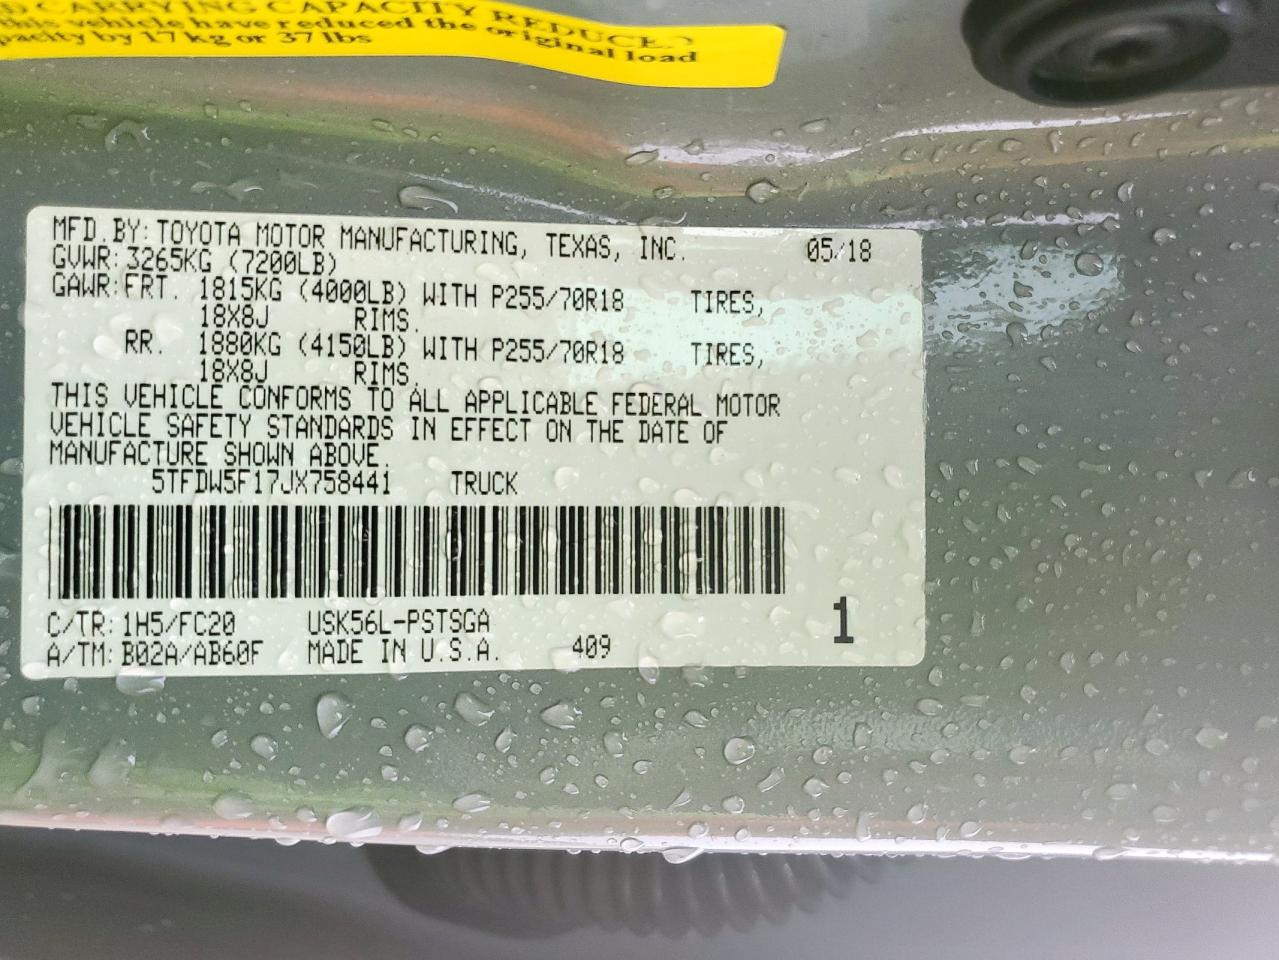 CARRYING CAPACITY REDUCED
this vehicle have reduced the original load
pacity by 17 kg or 37 lbs
MFD. BY: TOYOTA MOTOR MANUFACTURING, TEXAS, INC. 05/18
GVWR: 3265KG (7200LB)
GAWR: FRT. 1815KG (4000LB) WITH P255/70R18 TIRES,
18X8J RIMS.
RR. 1880KG (4150LB) WITH P255/70R18 TIRES,
18X8J RIMS.
THIS VEHICLE CONFORMS TO ALL APPLICABLE FEDERAL MOTOR
VEHICLE SAFETY STANDARDS IN EFFECT ON THE DATE OF
MANUFACTURE SHOWN ABOVE.
5TFDW5F17JX758441 TRUCK
C/TR: 1H5/FC20 USK56L-PSTSGA 1
A/TM: B02A/AB60F MADE IN U.S.A. 409